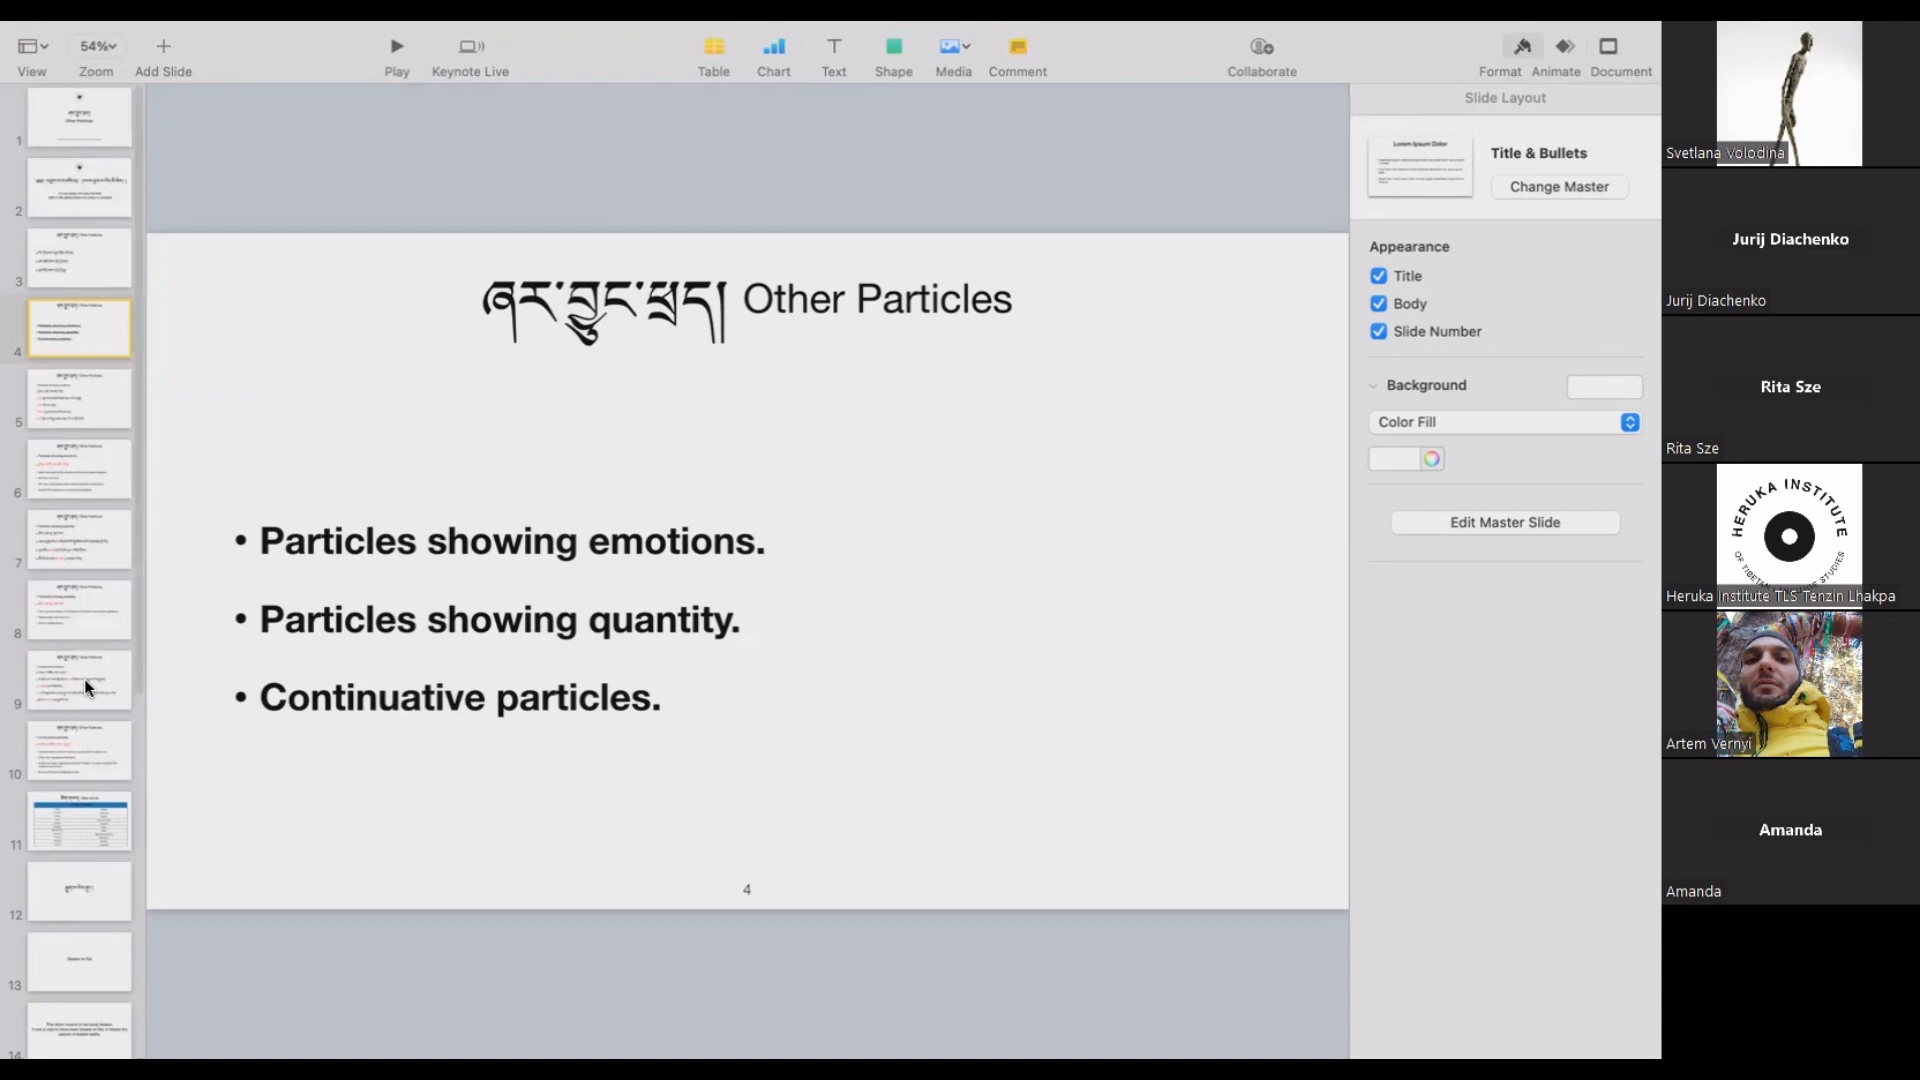 54%
View
Zoom
Add Slide
Play
Keynote Live
Table
Chart
Text
Shape
Media
Comment
Collaborate
Format
Animate
Document
1
2
3
4
5
6
7
8
9
10
11
12
13
14
ཞར་བྱུང་ཕྲད། Other Particles
• Particles showing emotions.
• Particles showing quantity.
• Continuative particles.
4
Slide Layout
Lorem Ipsum Dolor
Title & Bullets
Change Master
Appearance
Title
Body
Slide Number
Background
Color Fill
Edit Master Slide
Svetlana Volodina
Jurij Diachenko
Jurij Diachenko
Rita Sze
Rita Sze
HERUKA INSTITUTE
Heruka Institute TLS Tenzin Lhakpa
Artem Vernyi
Amanda
Amanda